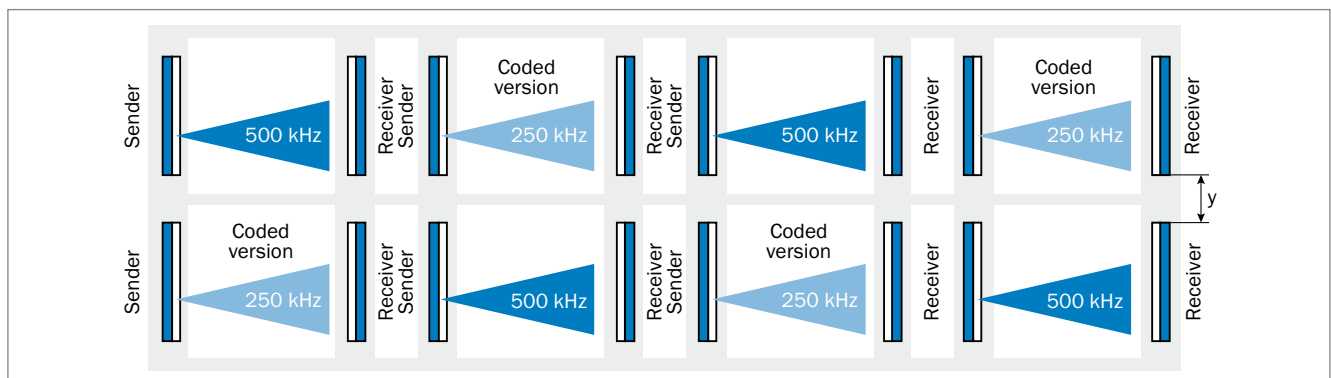 Sender
500 kHz
Receiver
Sender
Coded
version
250 kHz
Receiver
Sender
500 kHz
Receiver
Coded
version
250 kHz
Receiver
y
Sender
Coded
version
250 kHz
Receiver
Sender
500 kHz
Receiver
Sender
Coded
version
250 kHz
Receiver
500 kHz
Receiver